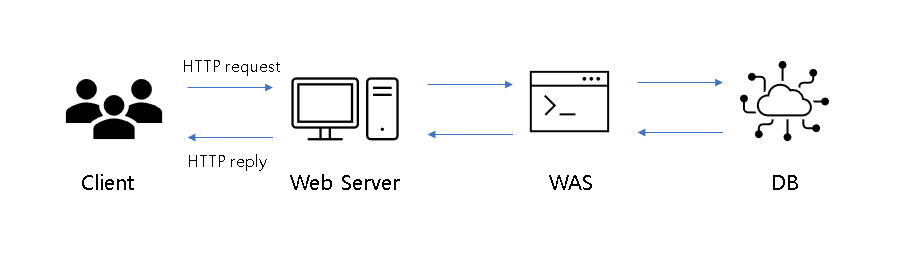 HTTP request
HTTP reply
Client
Web Server
WAS
DB